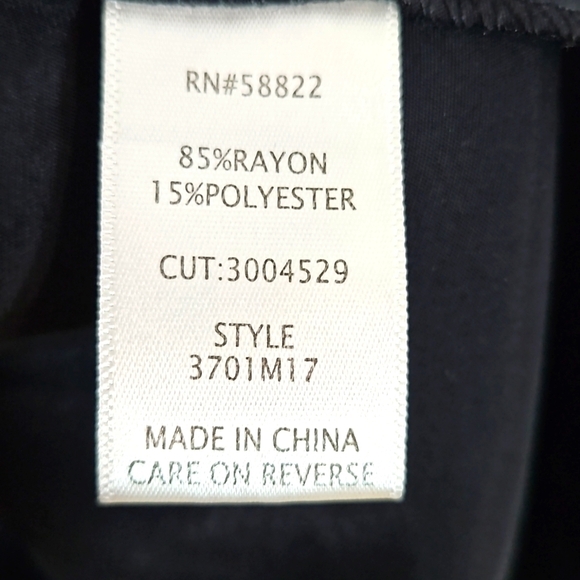 RN#58822
85%RAYON
15%POLYESTER
CUT:3004529
STYLE
3701M17
MADE IN CHINA
CARE ON REVERSE